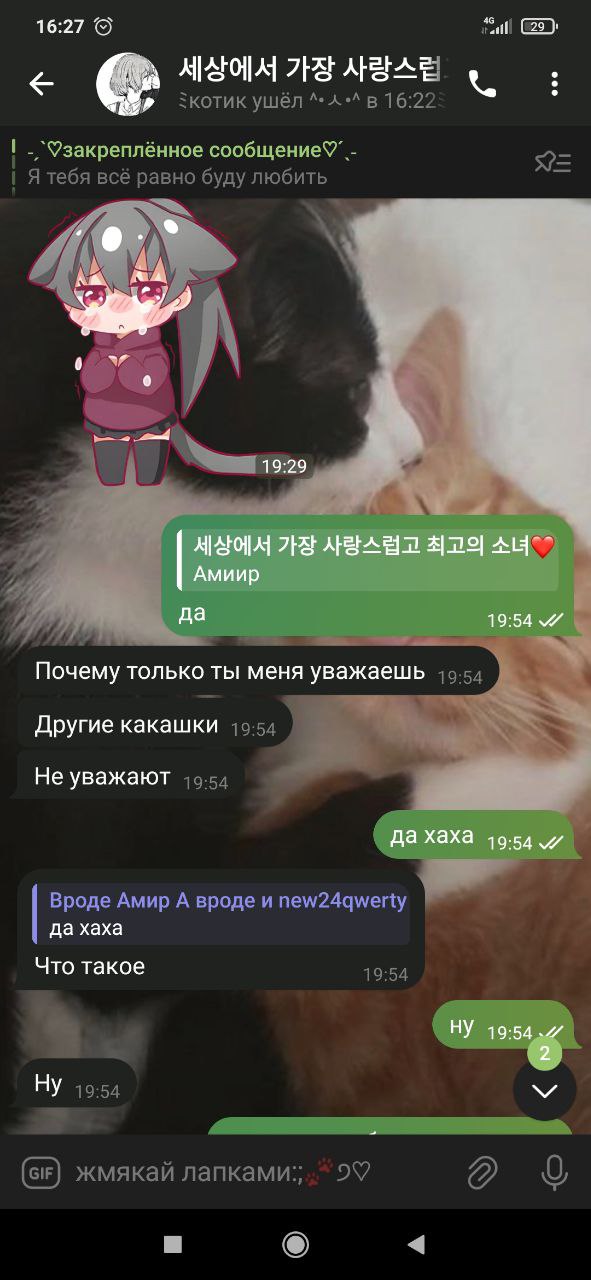 16:27
4G
29
세상에서 가장 사랑스럽
котик ушёл ^•ㅅ•^ в 16:22
-ˏˋ♡закреплённое сообщение♡ˊˎ-
Я тебя всё равно буду любить
19:29
세상에서 가장 사랑스럽고 최고의 소녀❤️
Амиир
да 19:54
Почему только ты меня уважаешь 19:54
Другие какашки 19:54
Не уважают 19:54
да хаха 19:54
Вроде Амир А вроде и new24qwerty
да хаха
Что такое 19:54
ну 19:54
2
Ну 19:54
GIF жмякай лапками:;🐾୨♡